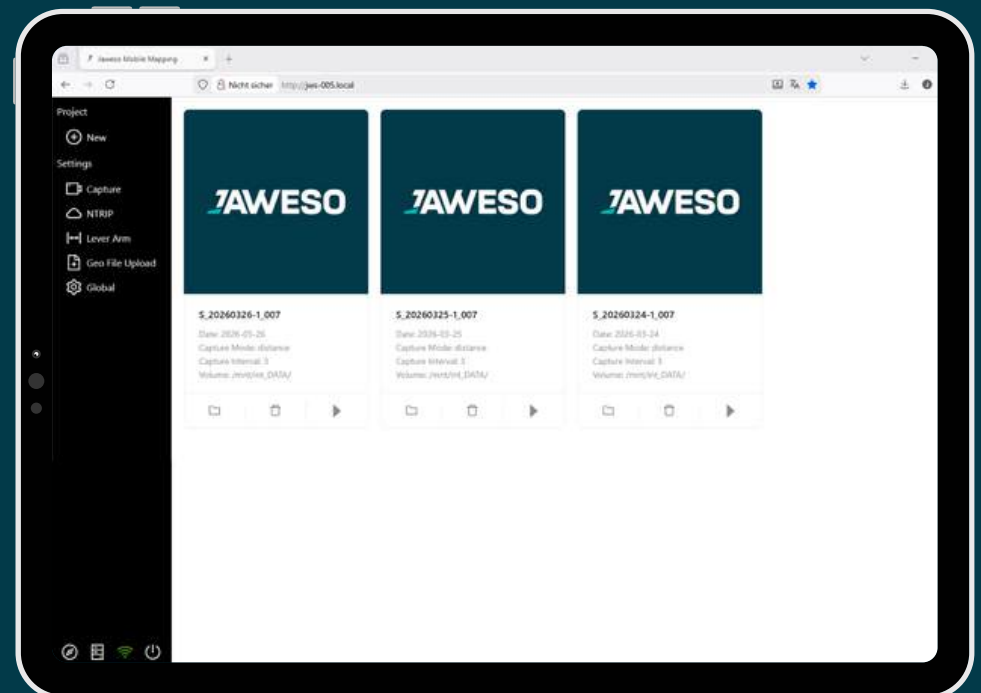 Jaweso Mobile Mapping
Nicht sicher http://jws-005.local
Project
New
Settings
Capture
NTRIP
Lever Arm
Geo File Upload
Global
JAWESO
JAWESO
JAWESO
S_20260326-1_007
Date: 2026-03-26
Capture Mode: distance
Capture Interval: 3
Volume: /mnt/int_DATA/
S_20260325-1_007
Date: 2026-03-25
Capture Mode: distance
Capture Interval: 3
Volume: /mnt/int_DATA/
S_20260324-1_007
Date: 2026-03-24
Capture Mode: distance
Capture Interval: 3
Volume: /mnt/int_DATA/